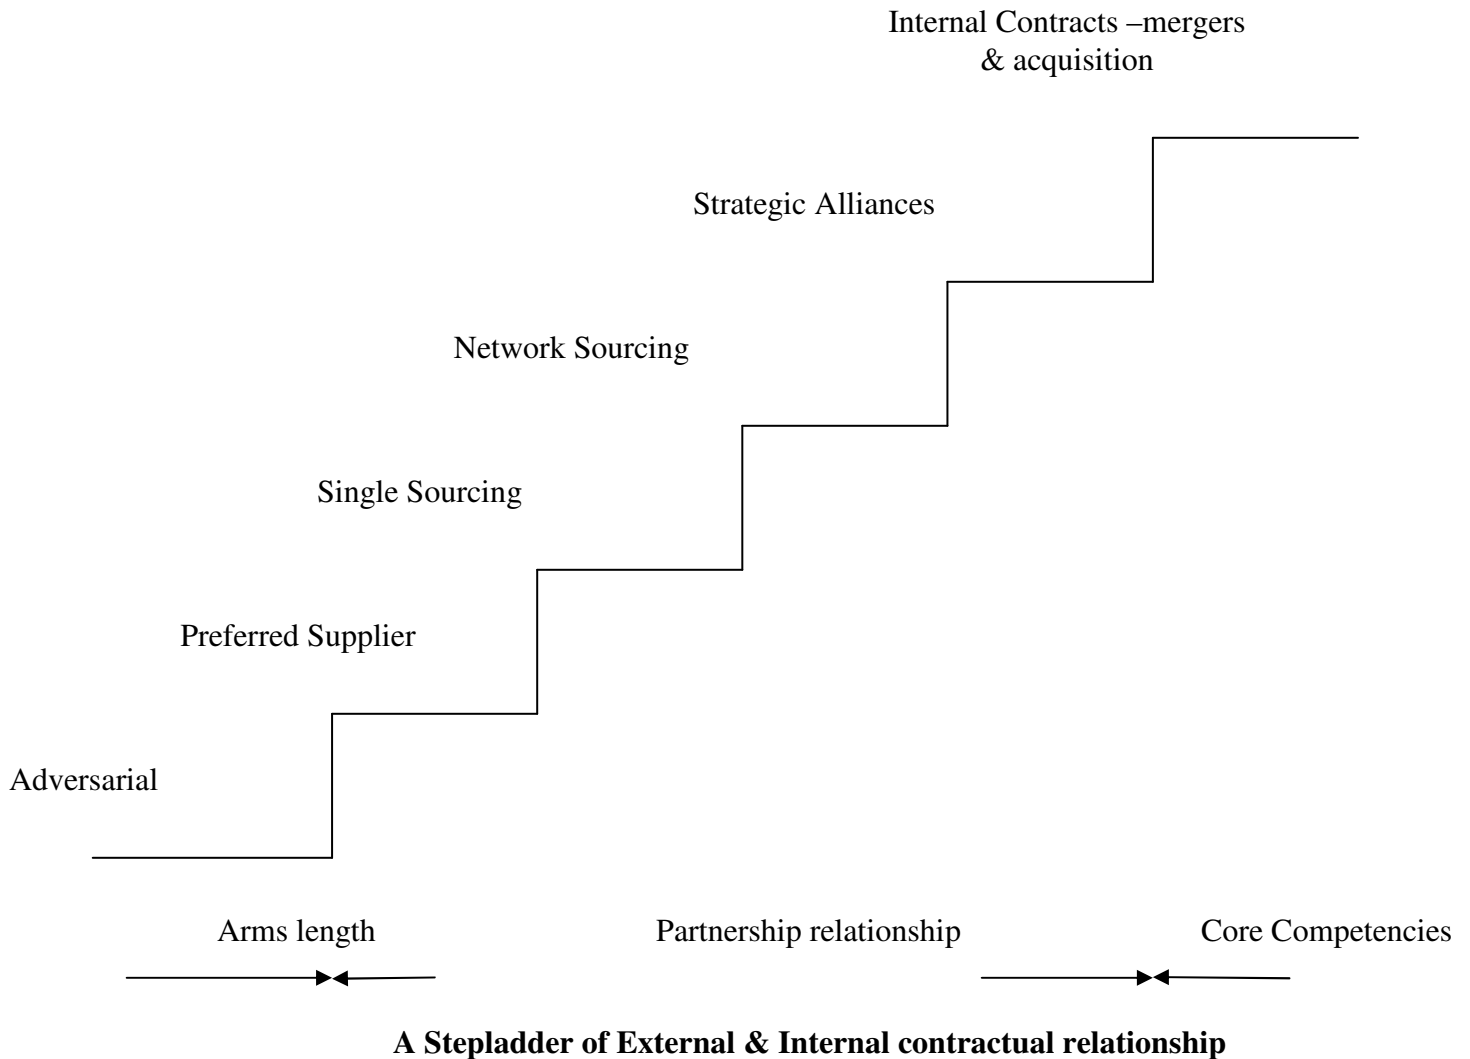 Internal Contracts –mergers
& acquisition
Strategic Alliances
Network Sourcing
Single Sourcing
Preferred Supplier
Adversarial
Arms length
Partnership relationship
Core Competencies
A Stepladder of External & Internal contractual relationship